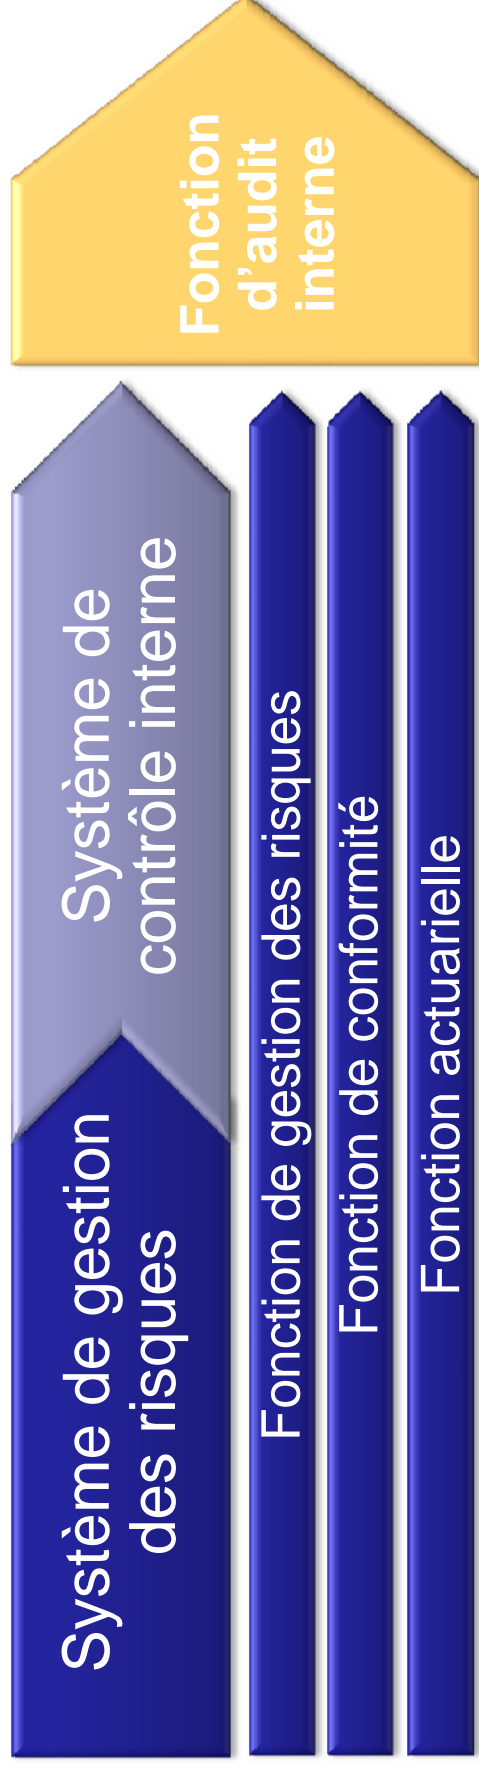 Système de gestion
des risques
Système de
contrôle interne
Fonction de gestion des risques
Fonction de conformité
Fonction actuarielle
Fonction
d’audit
interne